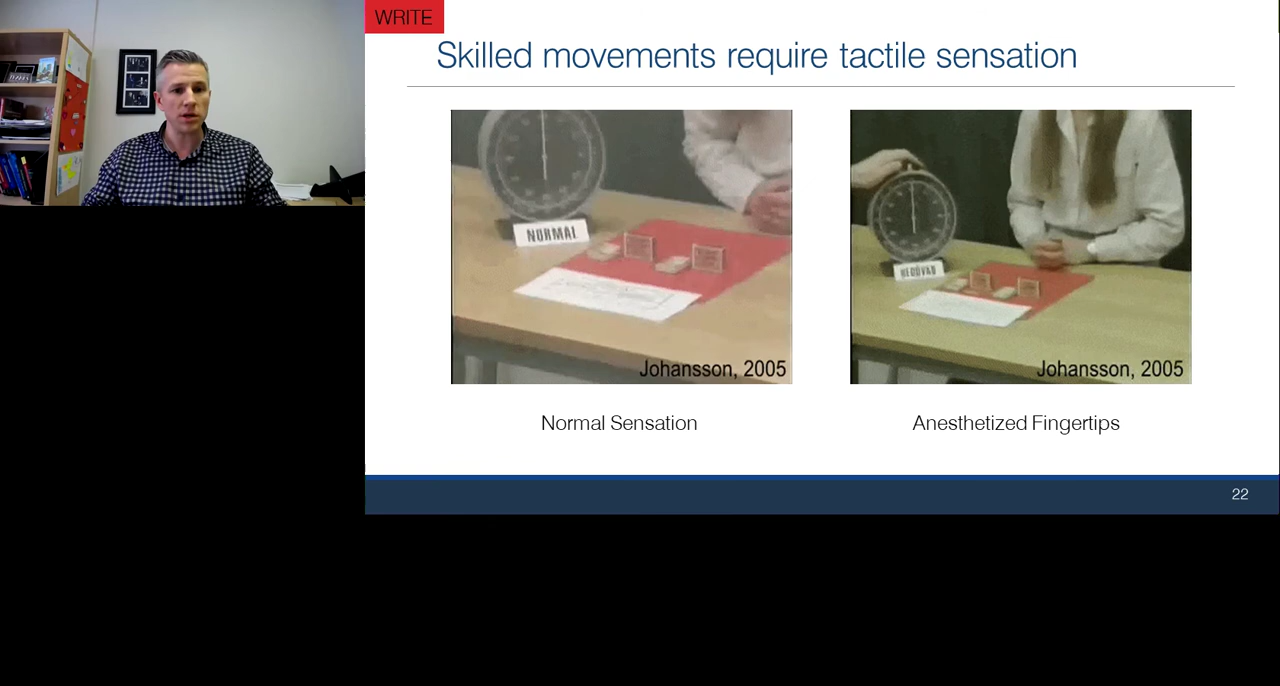 WRITE
Skilled movements require tactile sensation
NORMAL
Johansson, 2005
Johansson, 2005
Normal Sensation
Anesthetized Fingertips
22